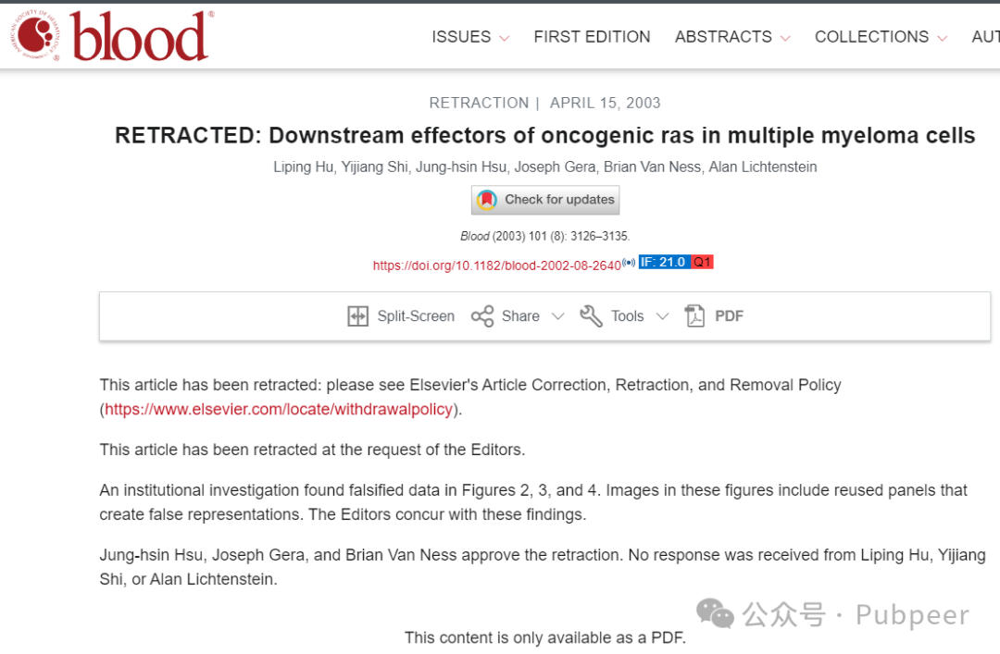 blood®
ISSUES FIRST EDITION ABSTRACTS COLLECTIONS AUT
RETRACTION | APRIL 15, 2003
RETRACTED: Downstream effectors of oncogenic ras in multiple myeloma cells
Liping Hu, Yijiang Shi, Jung-hsin Hsu, Joseph Gera, Brian Van Ness, Alan Lichtenstein
Check for updates
Blood (2003) 101 (8): 3126–3135.
https://doi.org/10.1182/blood-2002-08-2640 IF: 21.0 Q1
Split-Screen Share Tools PDF
This article has been retracted: please see Elsevier's Article Correction, Retraction, and Removal Policy
(https://www.elsevier.com/locate/withdrawalpolicy).
This article has been retracted at the request of the Editors.
An institutional investigation found falsified data in Figures 2, 3, and 4. Images in these figures include reused panels that
create false representations. The Editors concur with these findings.
Jung-hsin Hsu, Joseph Gera, and Brian Van Ness approve the retraction. No response was received from Liping Hu, Yijiang
Shi, or Alan Lichtenstein.
公众号 · Pubpeer
This content is only available as a PDF.